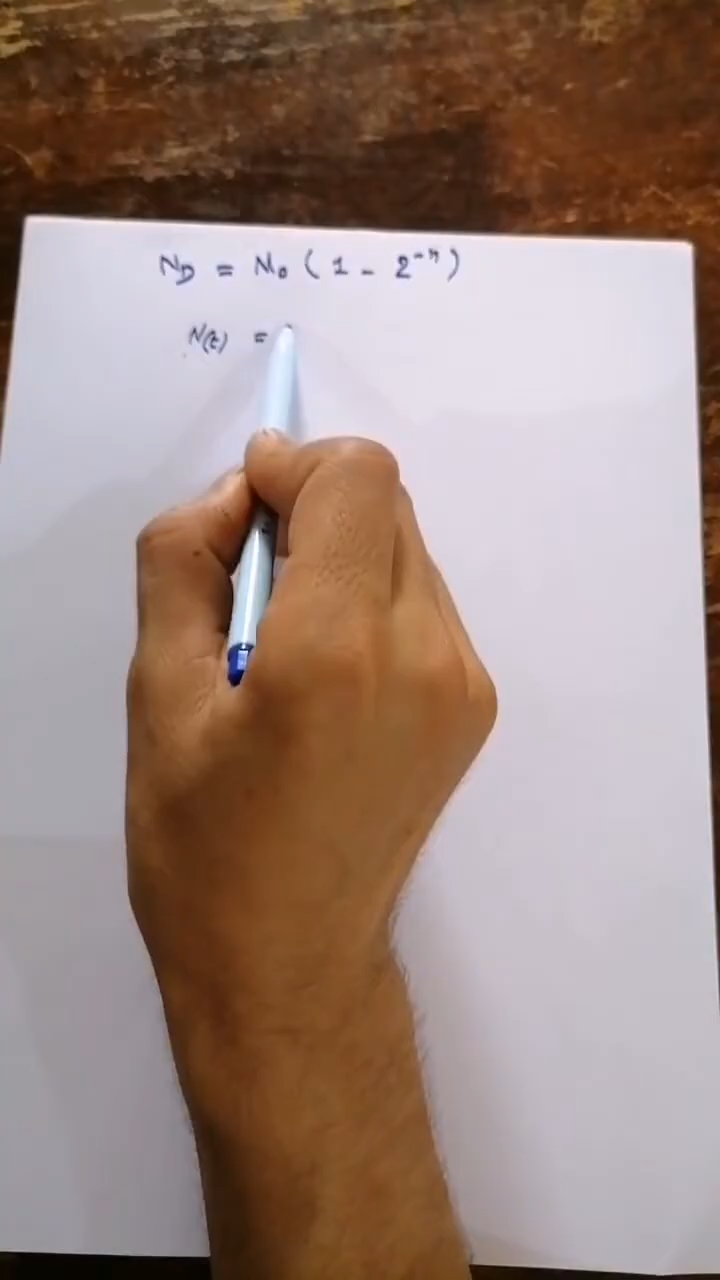 N_D = N_0 ( 1 - 2^{-n} )
N(t) =